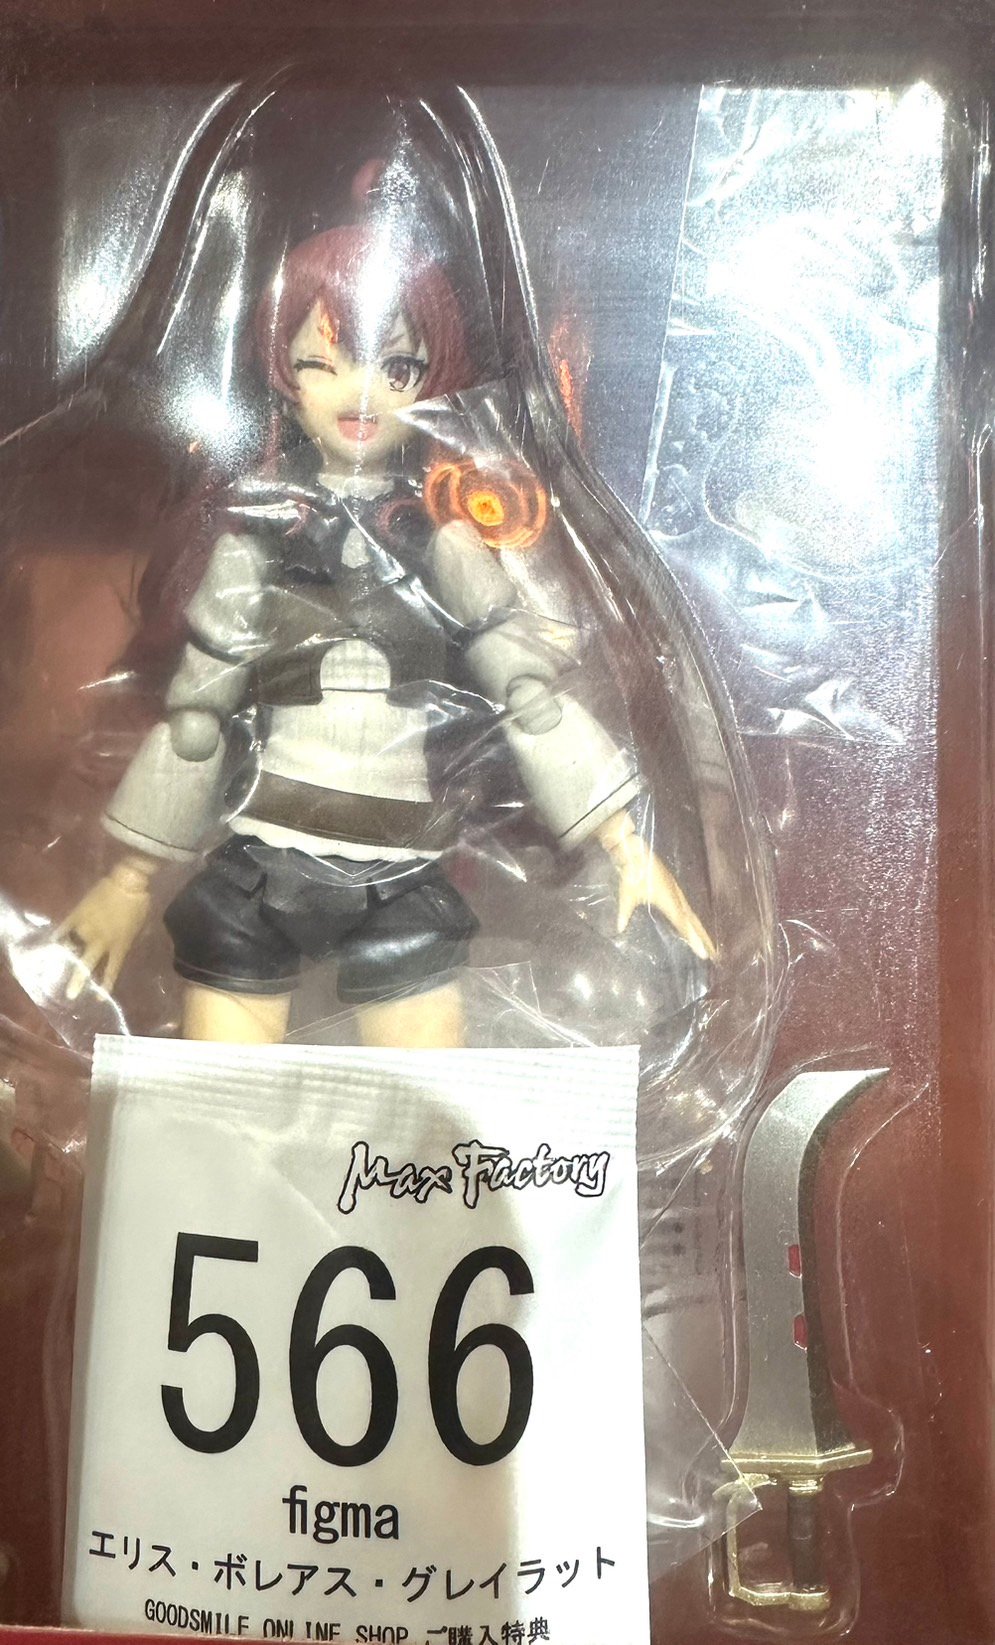 Max Factory
566
figma
エリス・ボレアス・グレイラット
GOODSMILE ONLINE SHOP ご購入特典